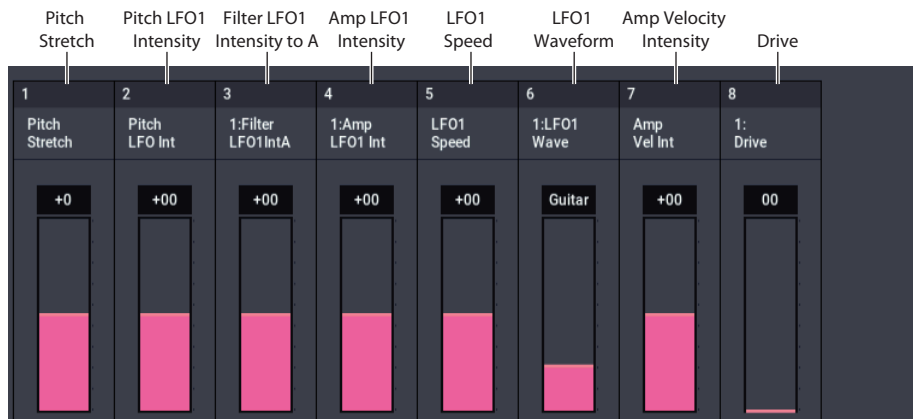 Pitch Stretch
Pitch LFO1 Intensity
Filter LFO1 Intensity to A
Amp LFO1 Intensity
LFO1 Speed
LFO1 Waveform
Amp Velocity Intensity
Drive
1 2 3 4 5 6 7 8
Pitch Stretch
Pitch LFO Int
1:Filter LFO1IntA
1:Amp LFO1 Int
LFO1 Speed
1:LFO1 Wave
Amp Vel Int
1: Drive
+0 +00 +00 +00 +00 Guitar +00 00